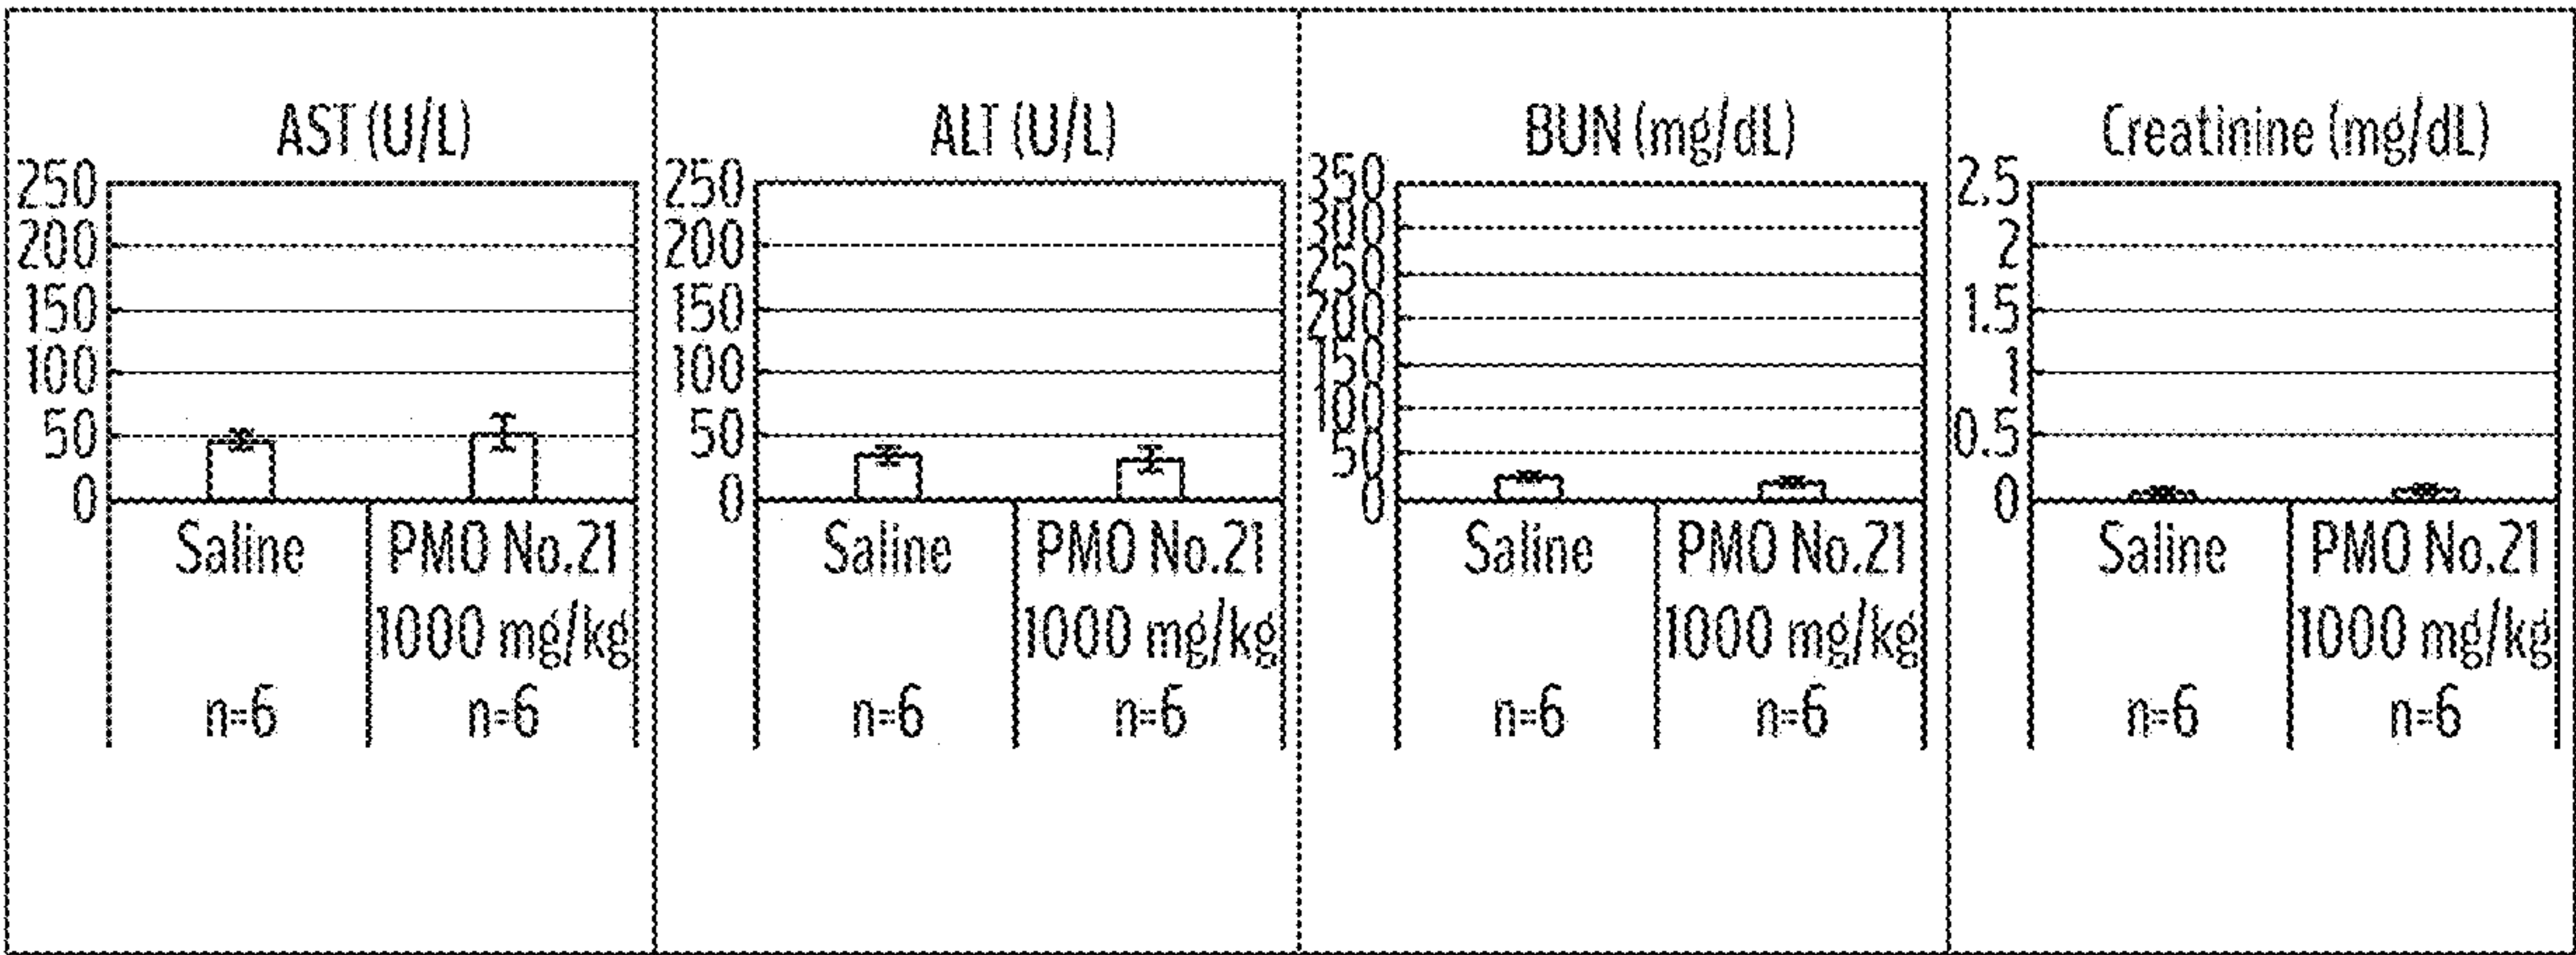 AST (U/L)
250
200
150
100
50
0
Saline
PMO No.21
1000 mg/kg
n=6
n=6
ALT (U/L)
250
200
150
100
50
0
Saline
PMO No.21
1000 mg/kg
n=6
n=6
BUN (mg/dL)
350
300
250
200
150
100
50
0
Saline
PMO No.21
1000 mg/kg
n=6
n=6
Creatinine (mg/dL)
2.5
2
1.5
1
0.5
0
Saline
PMO No.21
1000 mg/kg
n=6
n=6